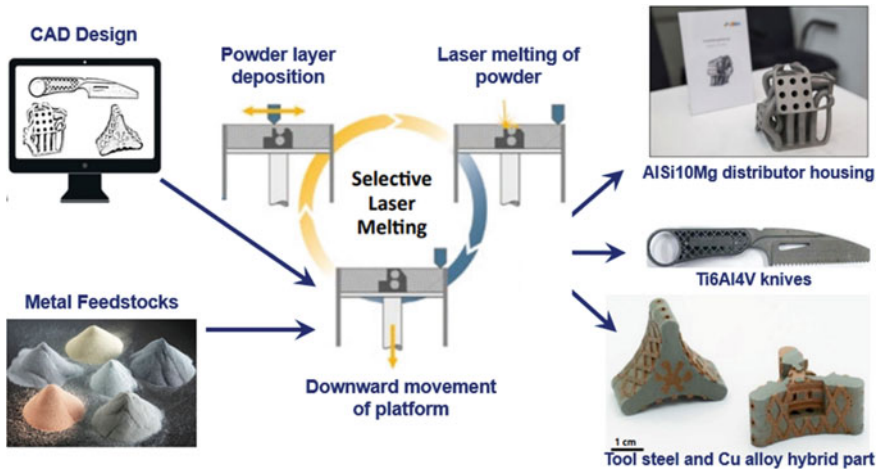 CAD Design
Powder layer
deposition
Laser melting of
powder
Selective
Laser
Melting
AlSi10Mg distributor housing
Ti6Al4V knives
Metal Feedstocks
Downward movement
of platform
1 cm
Tool steel and Cu alloy hybrid part